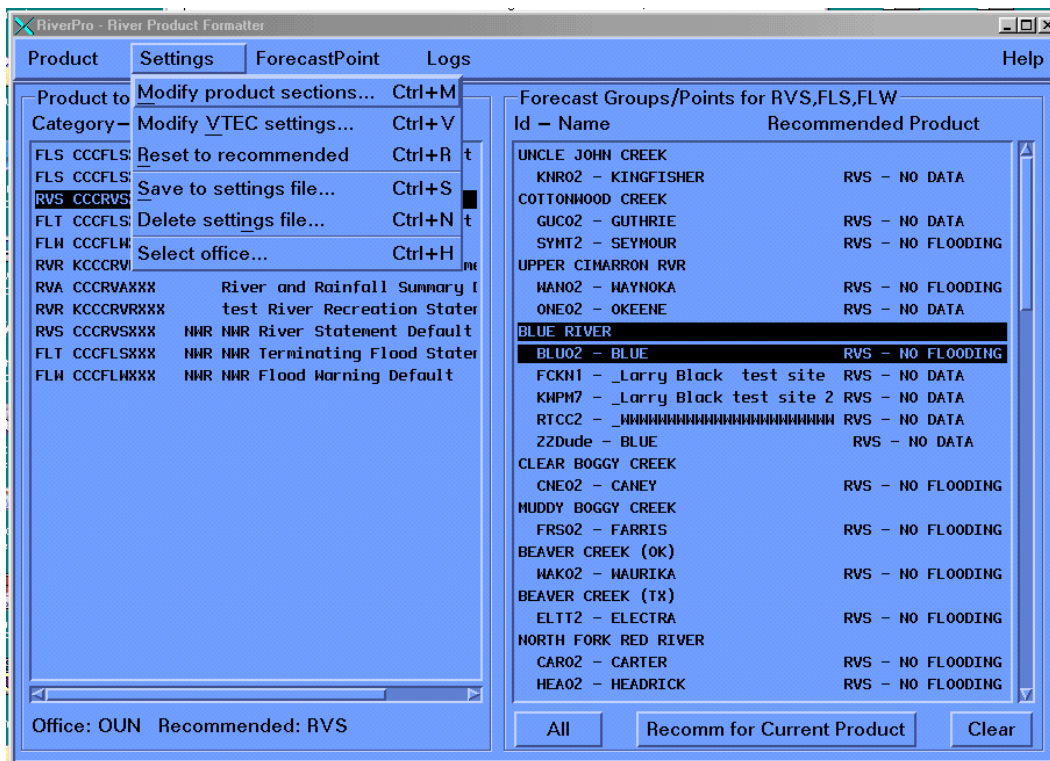 RiverPro - River Product Formatter
Product Settings ForecastPoint Logs Help
Modify product sections... Ctrl+M
Modify VTEC settings... Ctrl+V
Reset to recommended Ctrl+R
Save to settings file... Ctrl+S
Delete settings file... Ctrl+N
Select office... Ctrl+H
Product to
Category–
FLS CCCFLS t
FLS CCCFLS
RVS CCCRVS
FLT CCCFLS t
FLW CCCFLW
RVR KCCCRV me
RVA CCCRVAXXX River and Rainfall Summary
RVR KCCCRVRXXX test River Recreation Stater
RVS CCCRVSXXX NWR NWR River Statement Default
FLT CCCFLSXXX NWR NWR Terminating Flood Stater
FLW CCCFLWXXX NWR NWR Flood Warning Default
Office: OUN Recommended: RVS
Forecast Groups/Points for RVS,FLS,FLW
Id – Name Recommended Product
UNCLE JOHN CREEK
KNRO2 – KINGFISHER RVS – NO DATA
COTTONWOOD CREEK
GUCO2 – GUTHRIE RVS – NO DATA
SYMT2 – SEYMOUR RVS – NO FLOODING
UPPER CIMARRON RVR
WANO2 – WAYNOKA RVS – NO FLOODING
ONEO2 – OKEENE RVS – NO DATA
BLUE RIVER
BLUO2 – BLUE RVS – NO FLOODING
FCKN1 – _Larry Black test site RVS – NO DATA
KWPM7 – _Larry Black test site 2 RVS – NO DATA
RTCC2 – RVS – NO DATA
ZZDude – BLUE RVS – NO DATA
CLEAR BOGGY CREEK
CNEO2 – CANEY RVS – NO FLOODING
MUDDY BOGGY CREEK
FRSO2 – FARRIS RVS – NO FLOODING
BEAVER CREEK (OK)
WAKO2 – WAURIKA RVS – NO FLOODING
BEAVER CREEK (TX)
ELTT2 – ELECTRA RVS – NO FLOODING
NORTH FORK RED RIVER
CARO2 – CARTER RVS – NO FLOODING
HEAO2 – HEADRICK RVS – NO FLOODING
All Recomm for Current Product Clear